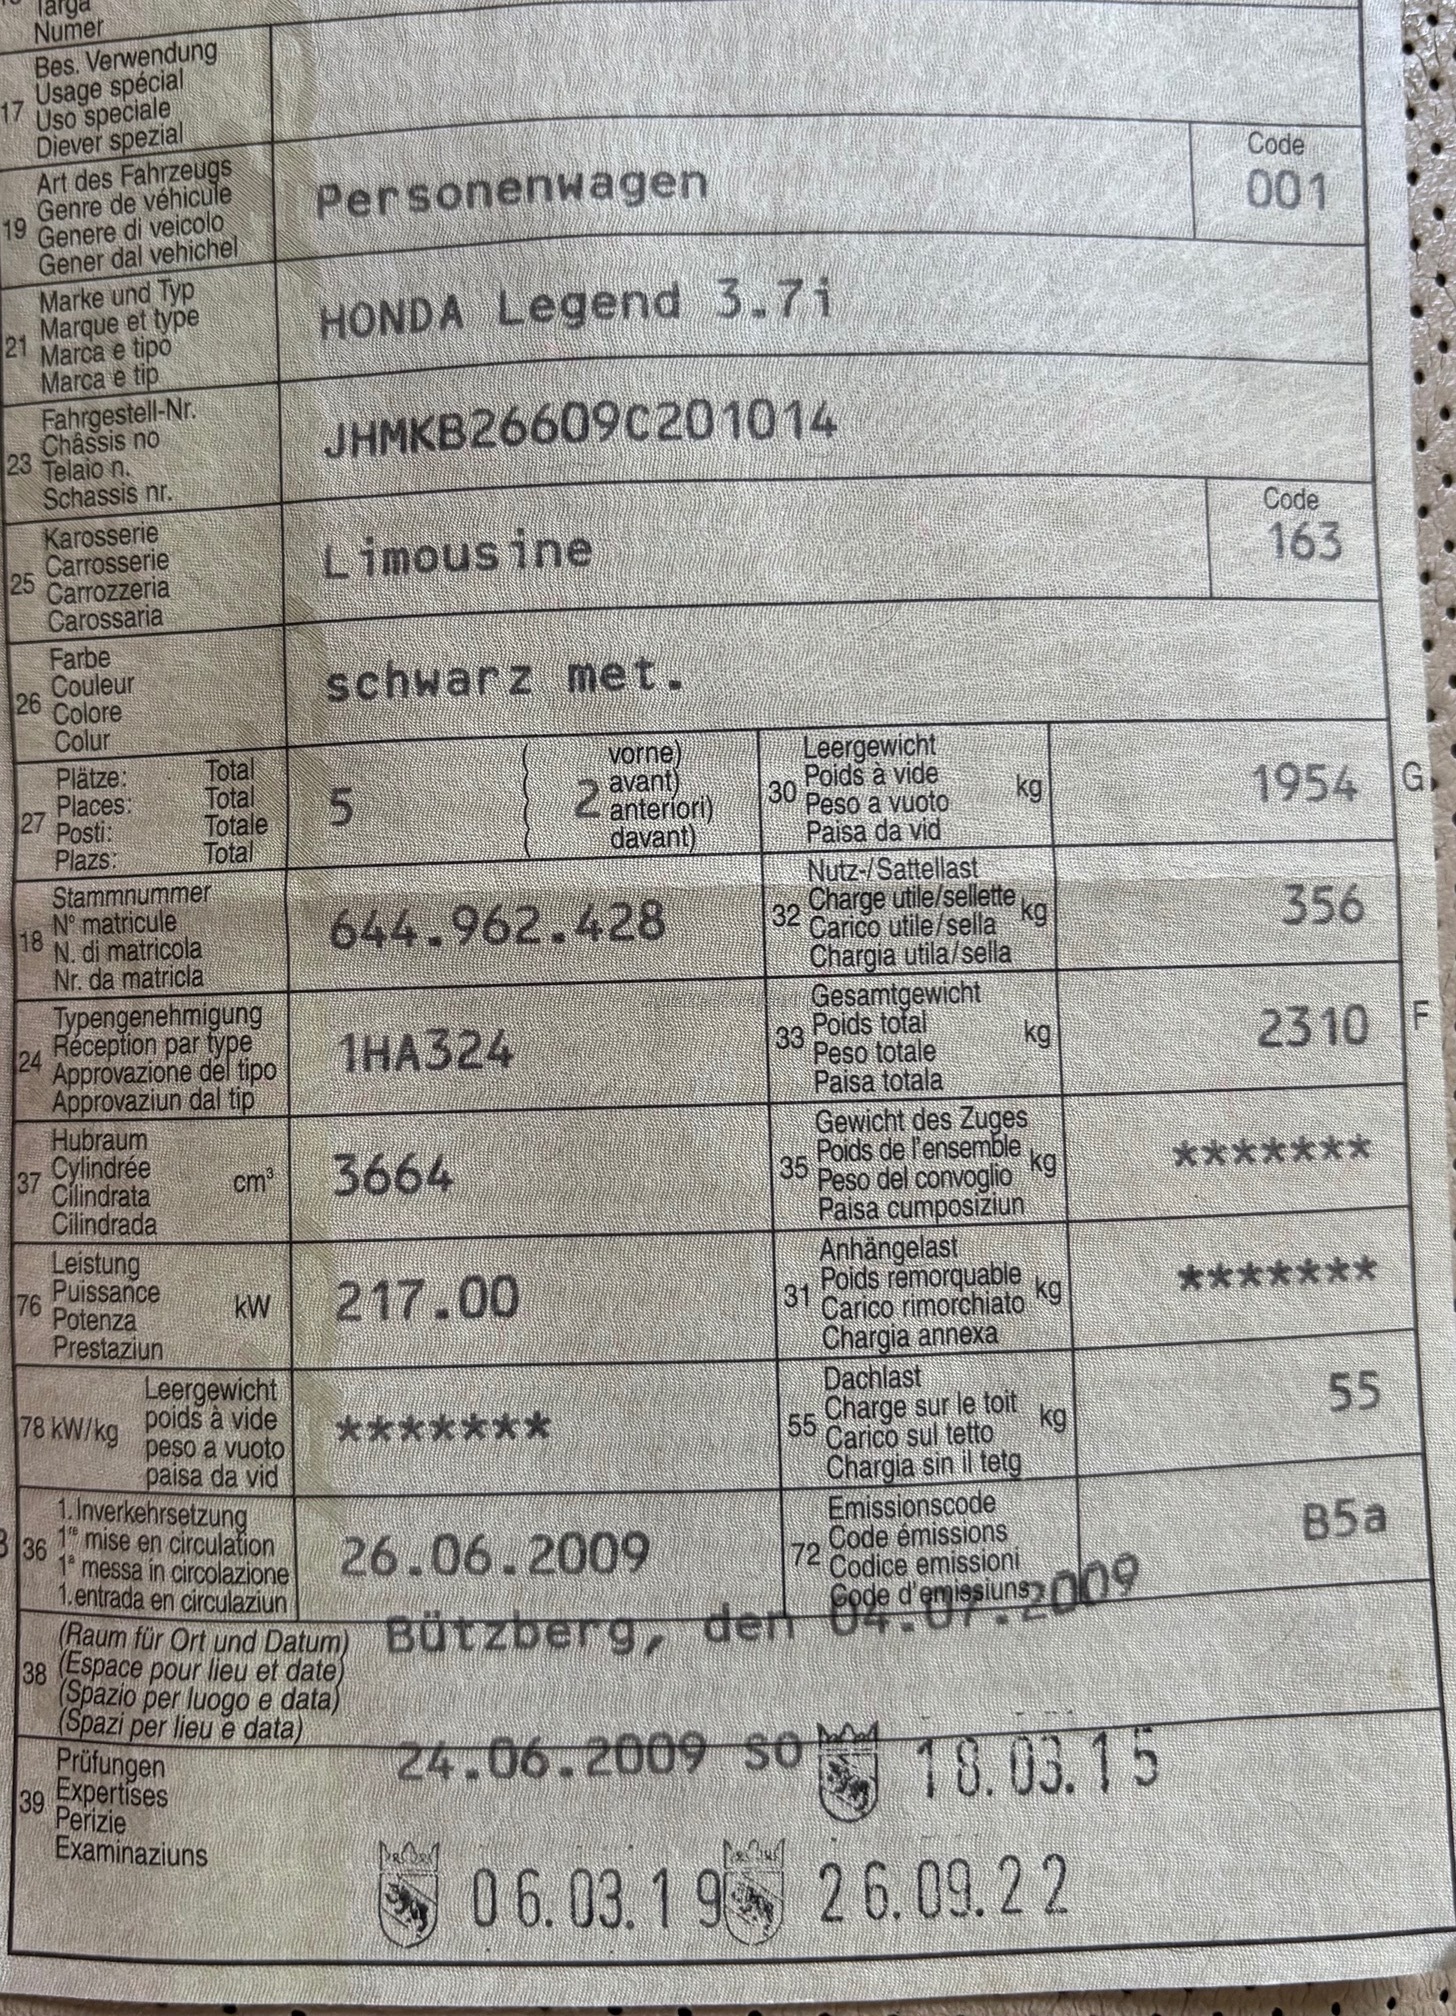 Targa
Numer
17 Bes. Verwendung
Usage spécial
Uso speciale
Diever spezial
19 Art des Fahrzeugs
Genre de véhicule
Genere di veicolo
Gener dal vehichel
Personenwagen
Code
001
21 Marke und Typ
Marque et type
Marca e tipo
Marca e tip
HONDA Legend 3.7i
23 Fahrgestell-Nr.
Châssis no
Telaio n.
Schassis nr.
JHMKB26609C201014
25 Karosserie
Carrosserie
Carrozzeria
Carossaria
Limousine
Code
163
26 Farbe
Couleur
Colore
Colur
schwarz met.
27 Plätze: Total
Places: Total
Posti: Totale
Plazs: Total
5
( 2 vorne)
avant)
anteriori)
davant)
30 Leergewicht
Poids à vide kg
Peso a vuoto
Paisa da vid
1954 G
18 Stammnummer
N° matricule
N. di matricola
Nr. da matricla
644.962.428
32 Nutz-/Sattellast
Charge utile/sellette kg
Carico utile/sella
Chargia utila/sella
356
24 Typengenehmigung
Réception par type
Approvazione del tipo
Approvaziun dal tip
1HA324
33 Gesamtgewicht
Poids total kg
Peso totale
Paisa totala
2310 F
37 Hubraum
Cylindrée cm³
Cilindrata
Cilindrada
3664
35 Gewicht des Zuges
Poids de l'ensemble kg
Peso del convoglio
Paisa cumposiziun
*******
76 Leistung
Puissance kW
Potenza
Prestaziun
217.00
31 Anhängelast
Poids remorquable kg
Carico rimorchiato
Chargia annexa
*******
78 kW/kg Leergewicht
poids à vide
peso a vuoto
paisa da vid
*******
55 Dachlast
Charge sur le toit kg
Carico sul tetto
Chargia sin il tetg
55
B 36 1. Inverkehrsetzung
1re mise en circulation
1a messa in circolazione
1. entrada en circulaziun
26.06.2009
72 Emissionscode
Code émissions
Codice emissioni
Code d'emissiuns
B5a
38 (Raum für Ort und Datum)
(Espace pour lieu et date)
(Spazio per luogo e data)
(Spazi per lieu e data)
Bützberg, den 04.07.2009
39 Prüfungen
Expertises
Perizie
Examinaziuns
24.06.2009 SO 18.03.15
06.03.19 26.09.22